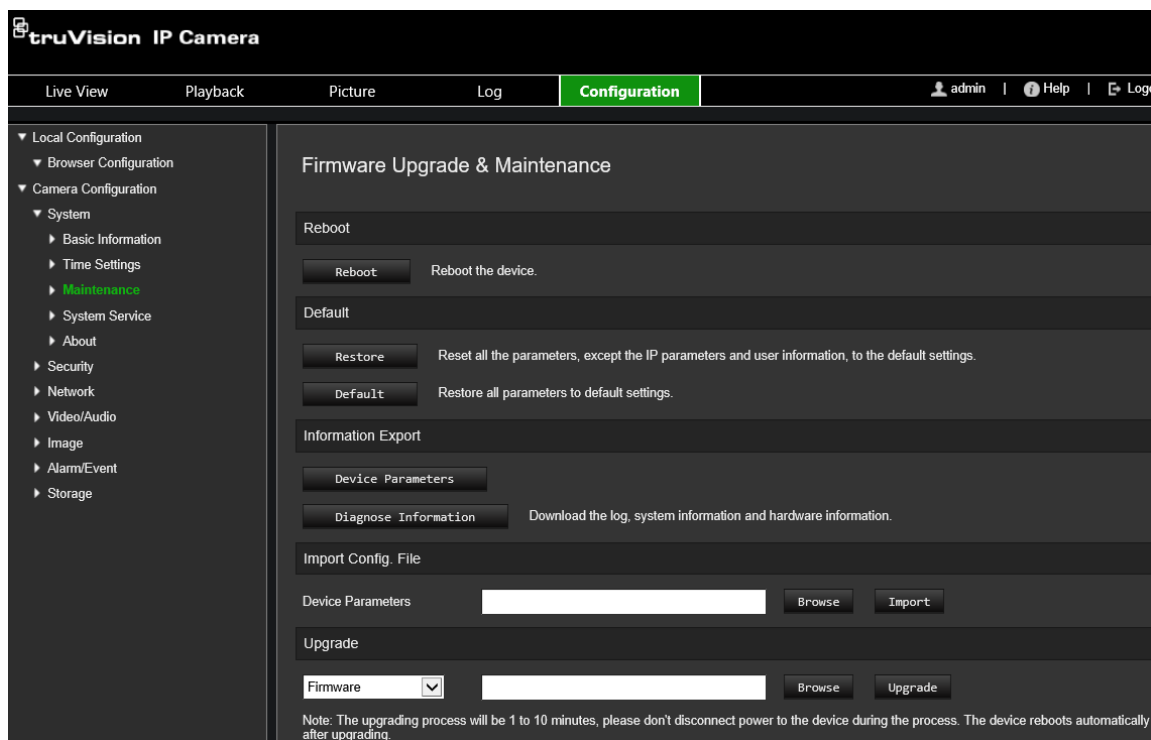 truVision IP Camera
Live View Playback Picture Log Configuration admin | Help |
Local Configuration
Browser Configuration
Camera Configuration
System
Basic Information
Time Settings
Maintenance
System Service
About
Security
Network
Video/Audio
Image
Alarm/Event
Storage
Firmware Upgrade & Maintenance
Reboot
Reboot Reboot the device.
Default
Restore Reset all the parameters, except the IP parameters and user information, to the default settings.
Default Restore all parameters to default settings.
Information Export
Device Parameters
Diagnose Information Download the log, system information and hardware information.
Import Config. File
Device Parameters Browse Import
Upgrade
Firmware Browse Upgrade
Note: The upgrading process will be 1 to 10 minutes, please don't disconnect power to the device during the process. The device reboots automatically
after upgrading.